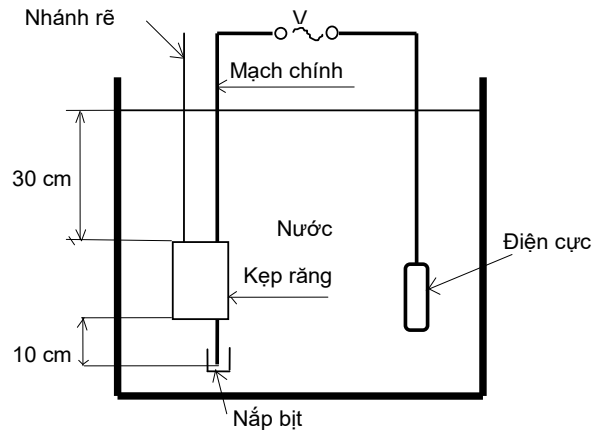 Nhánh rẽ
V
Mạch chính
30 cm
Nước
Điện cực
Kẹp răng
10 cm
Nắp bịt